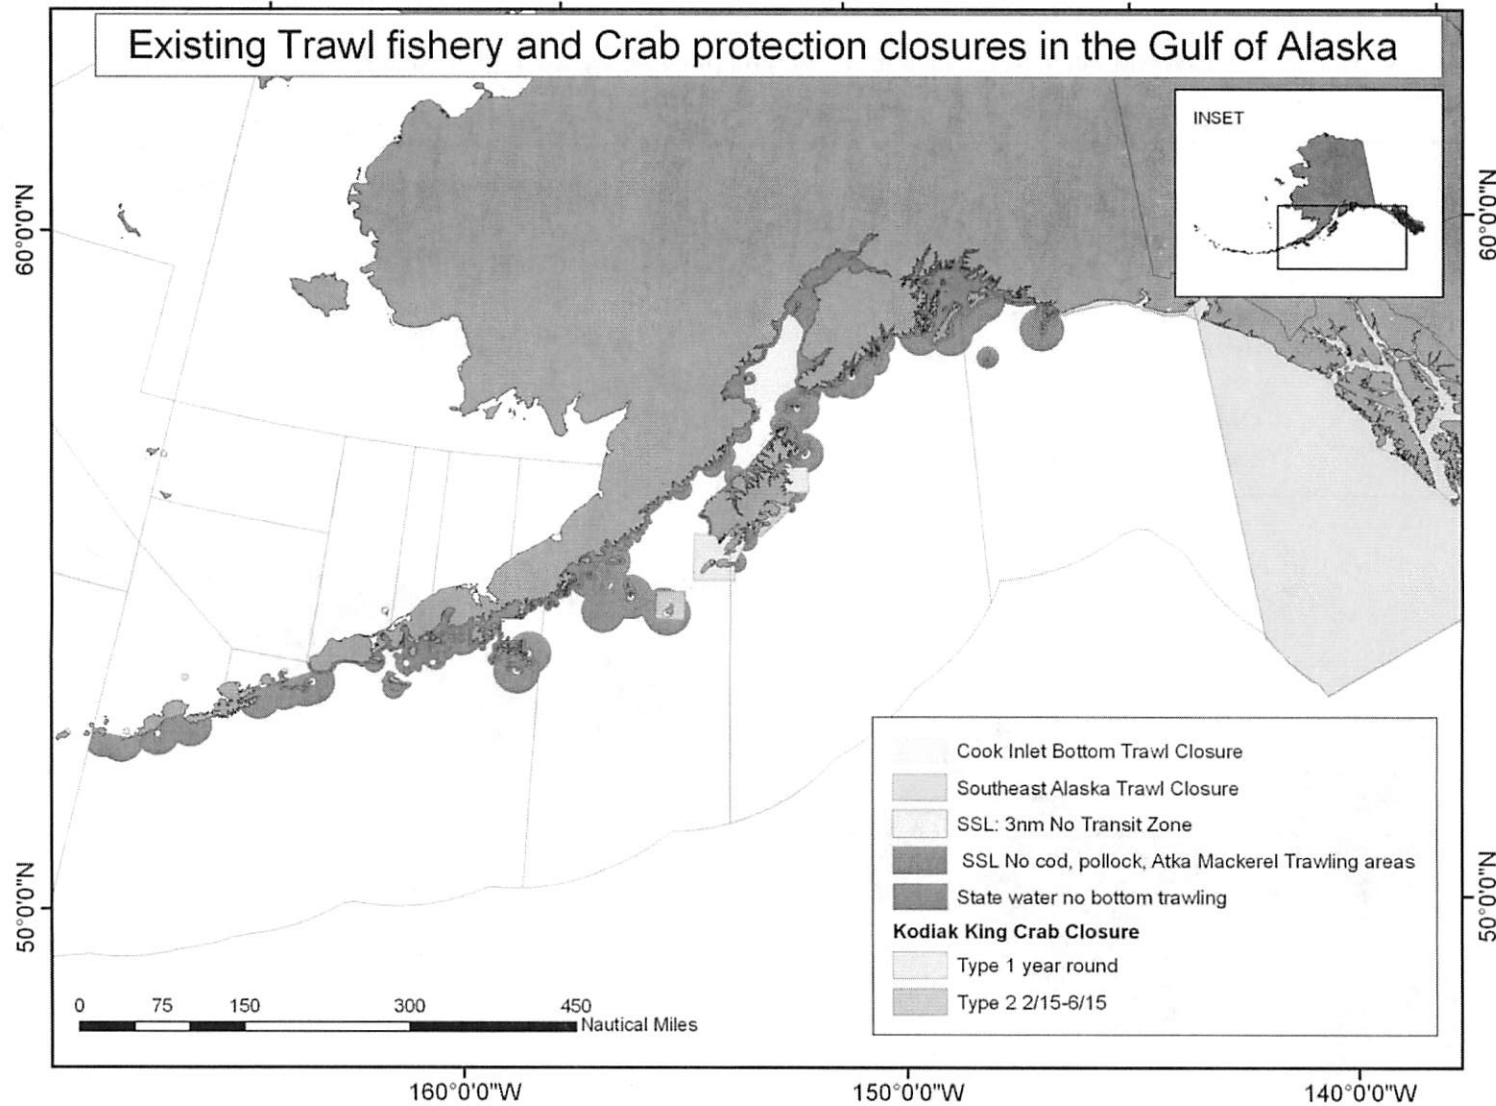 Existing Trawl fishery and Crab protection closures in the Gulf of Alaska
INSET
60°0'0"N
60°0'0"N
50°0'0"N
50°0'0"N
Cook Inlet Bottom Trawl Closure
Southeast Alaska Trawl Closure
SSL: 3nm No Transit Zone
SSL No cod, pollock, Atka Mackerel Trawling areas
State water no bottom trawling
Kodiak King Crab Closure
Type 1 year round
Type 2 2/15-6/15
0 75 150 300 450
Nautical Miles
160°0'0"W 150°0'0"W 140°0'0"W